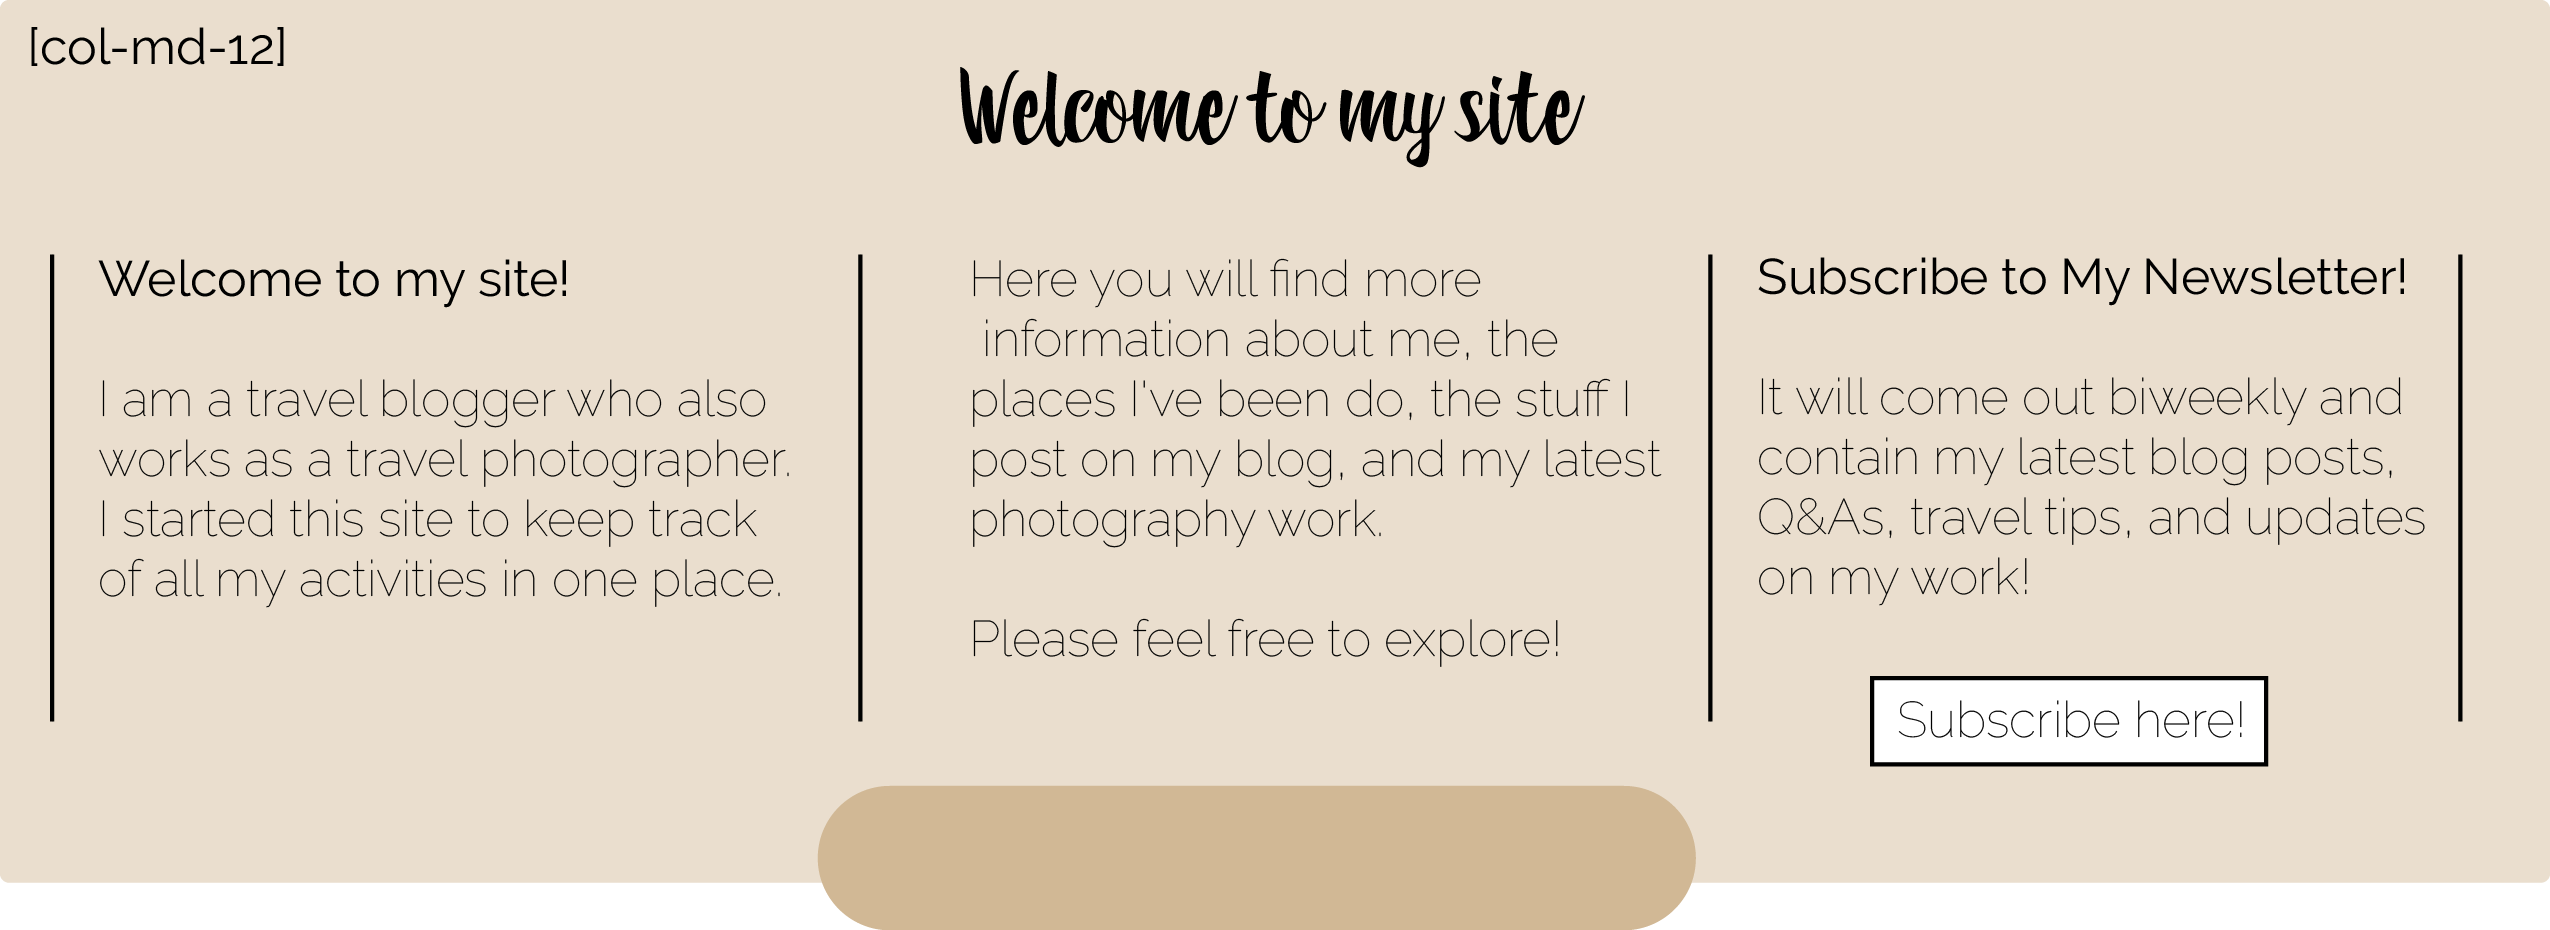 [col-md-12]
Welcome to my site
Welcome to my site!
I am a travel blogger who also
works as a travel photographer.
I started this site to keep track
of all my activities in one place.
Here you will find more
information about me, the
places I've been do, the stuff I
post on my blog, and my latest
photography work.
Please feel free to explore!
Subscribe to My Newsletter!
It will come out biweekly and
contain my latest blog posts,
Q&As, travel tips, and updates
on my work!
Subscribe here!